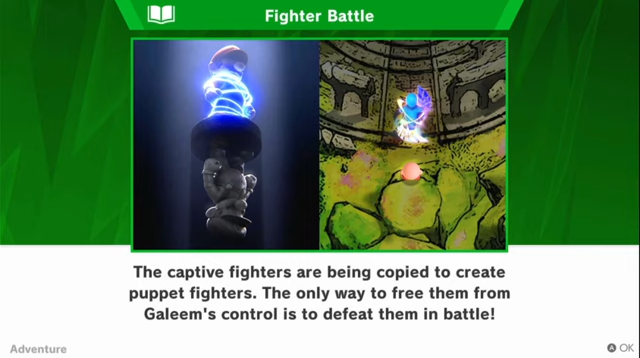 Fighter Battle
The captive fighters are being copied to create
puppet fighters. The only way to free them from
Galeem's control is to defeat them in battle!
Adventure
A OK